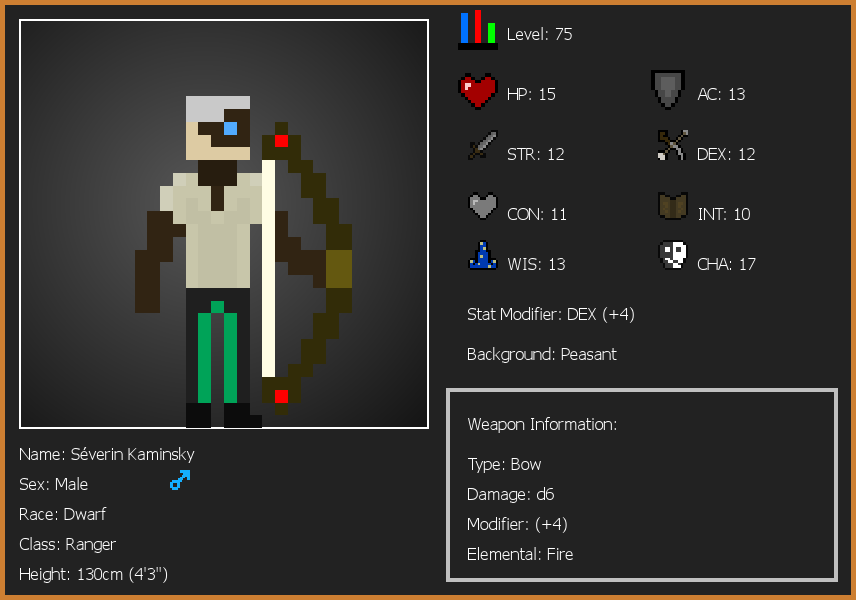 Level: 75
HP: 15
AC: 13
STR: 12
DEX: 12
CON: 11
INT: 10
WIS: 13
CHA: 17
Stat Modifier: DEX (+4)
Background: Peasant
Weapon Information:
Type: Bow
Damage: d6
Modifier: (+4)
Elemental: Fire
Name: Séverin Kaminsky
Sex: Male
Race: Dwarf
Class: Ranger
Height: 130cm (4'3")